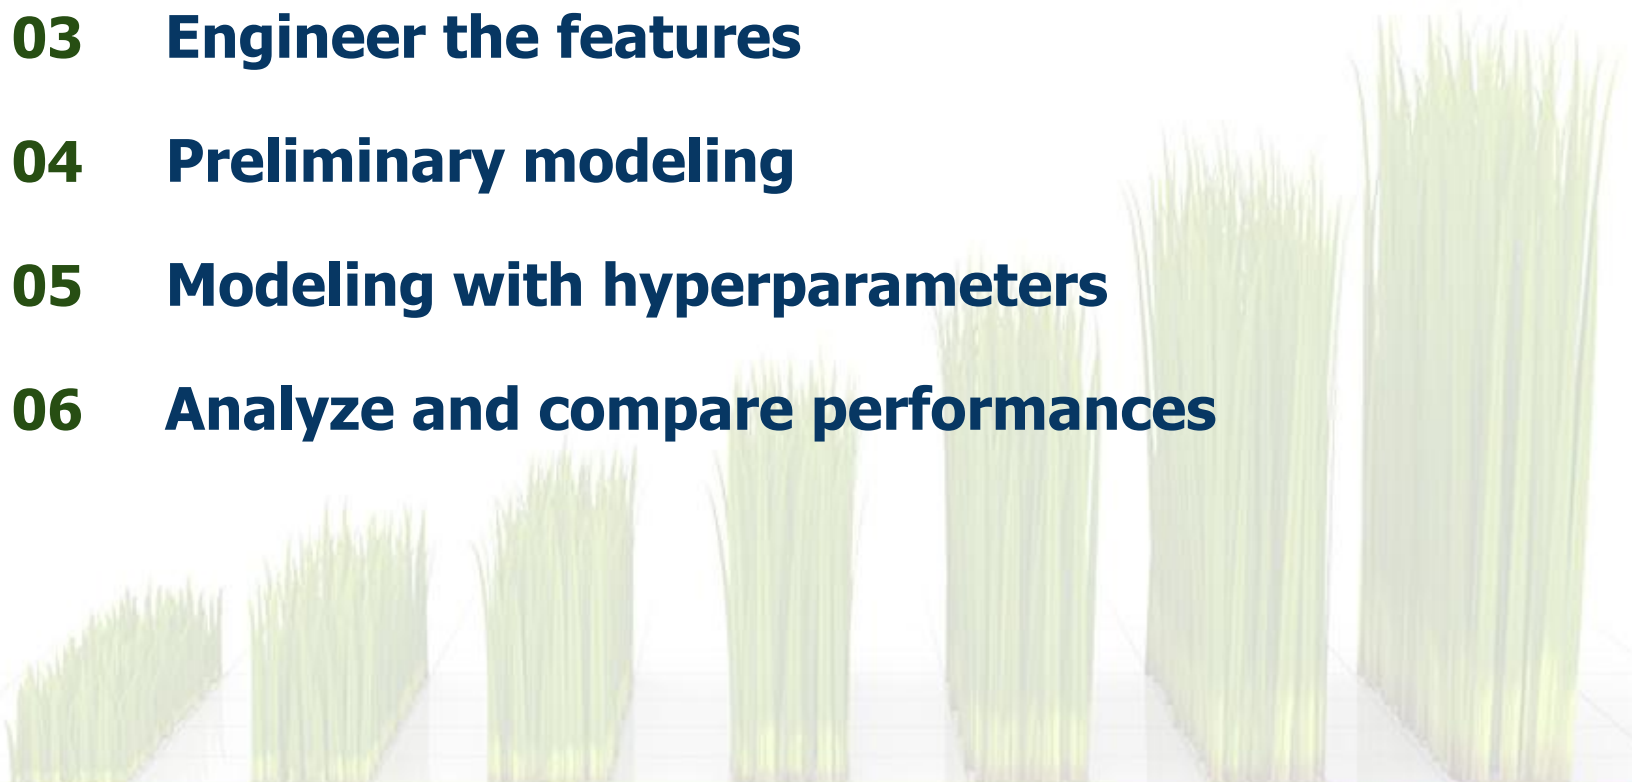 03 Engineer the features
04 Preliminary modeling
05 Modeling with hyperparameters
06 Analyze and compare performances